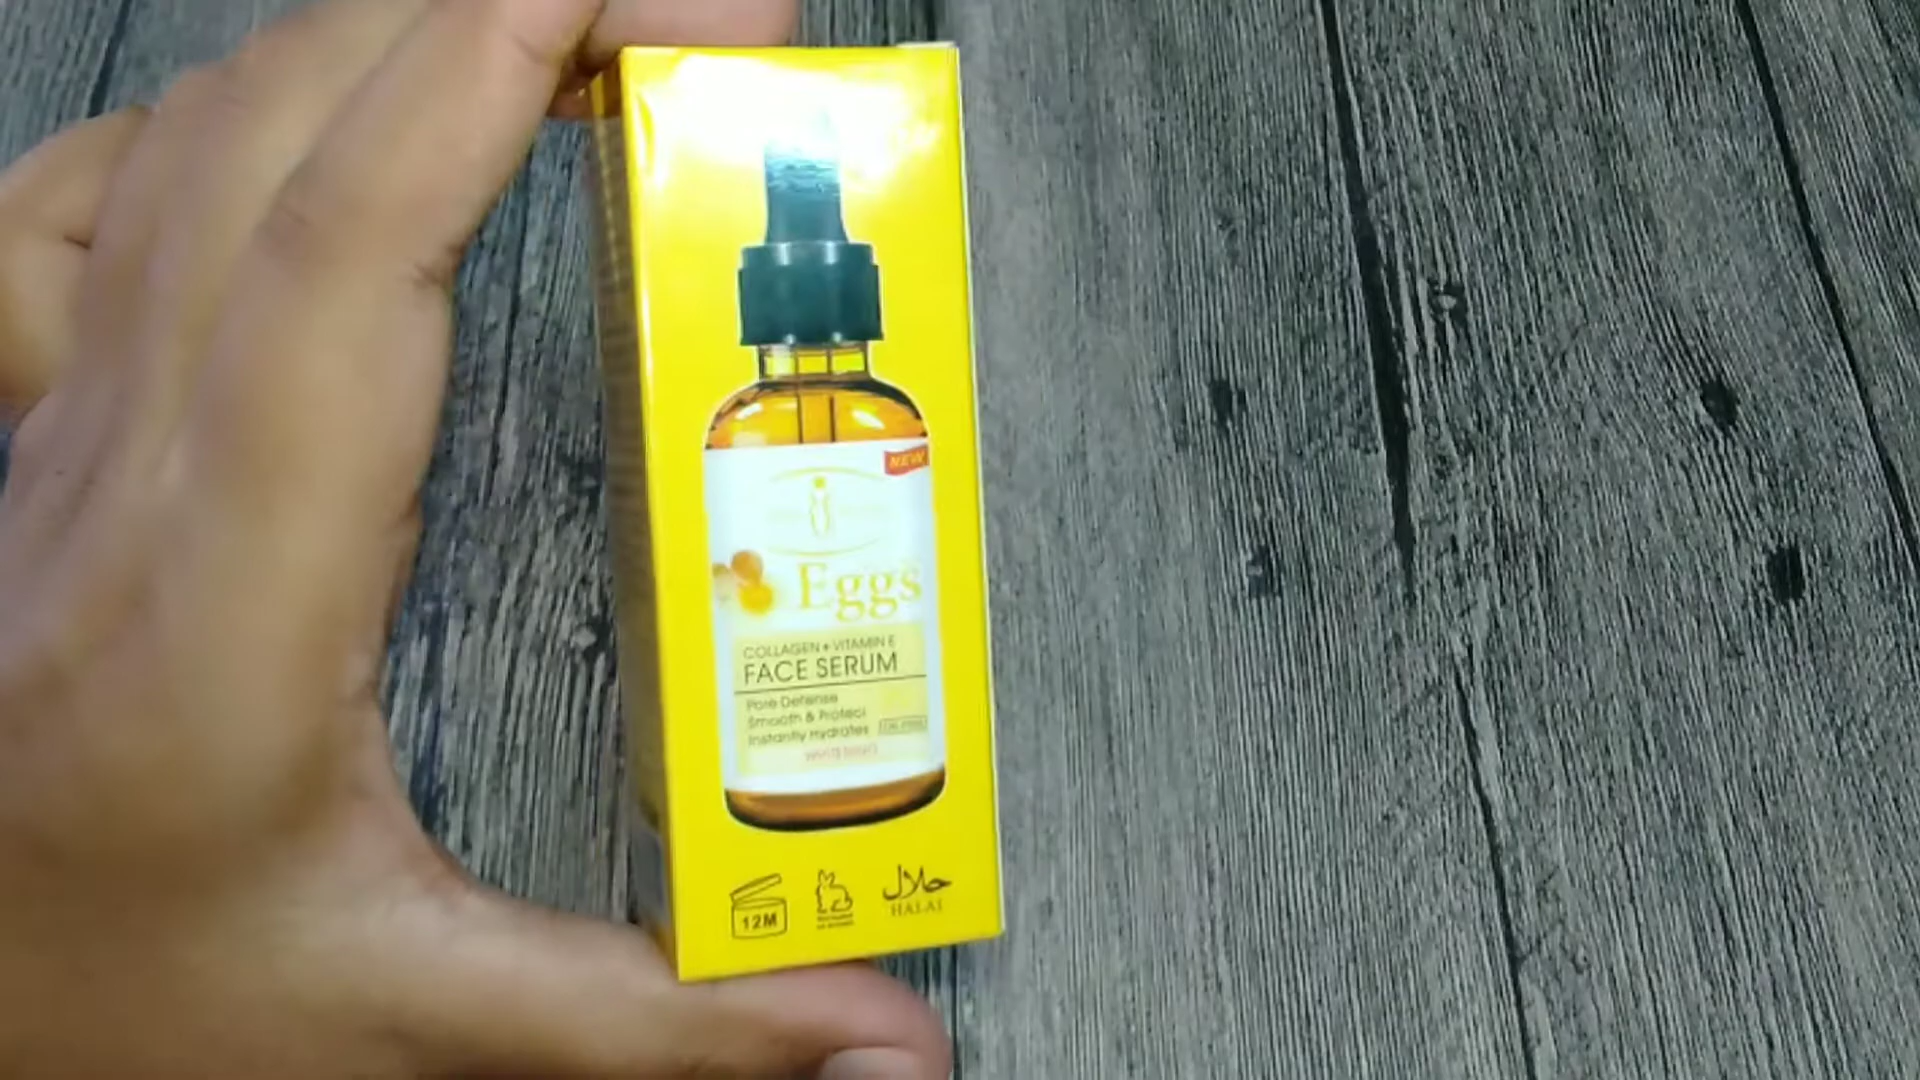 NEW
Eggs
COLLAGEN + VITAMIN E
FACE SERUM
Pore Defense
Smooth & Protect
Instantly Hydrates
12M
حلال
HALAL